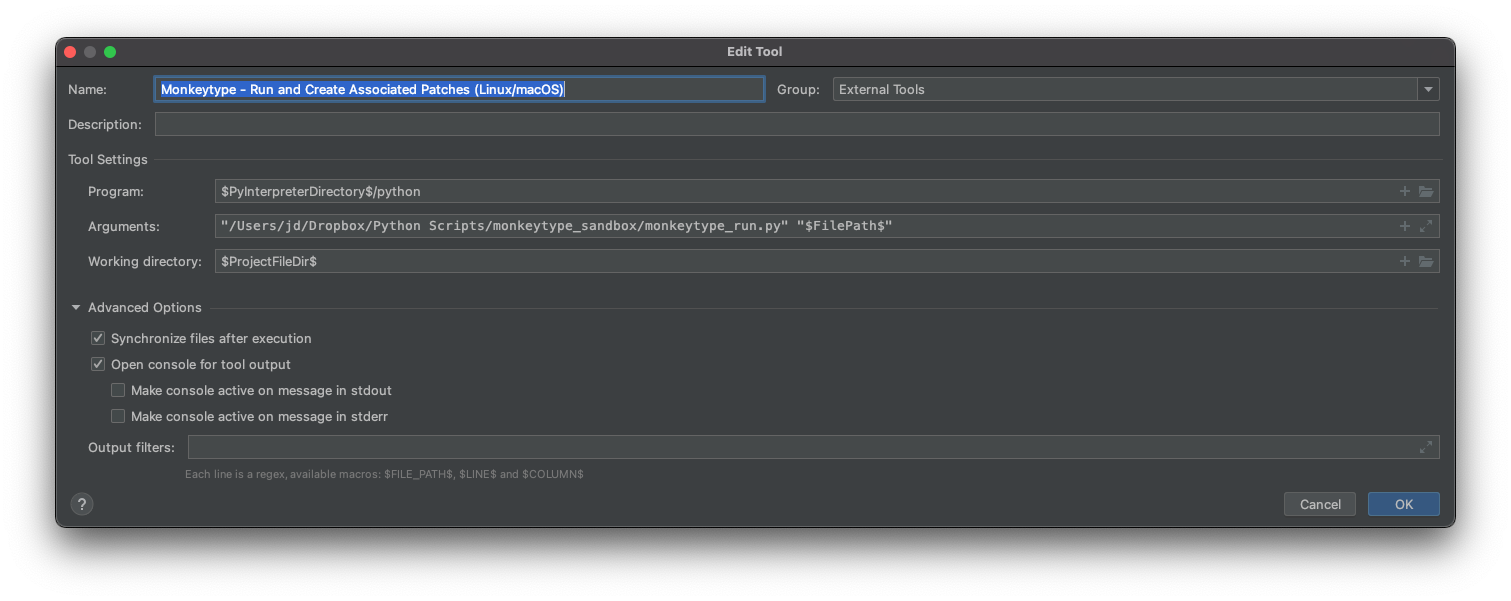 Edit Tool
Name: Monkeytype - Run and Create Associated Patches (Linux/macOS) Group: External Tools
Description:
Tool Settings
Program: $PyInterpreterDirectory$/python
Arguments: "/Users/jd/Dropbox/Python Scripts/monkeytype_sandbox/monkeytype_run.py" "$FilePath$"
Working directory: $ProjectFileDir$
Advanced Options
Synchronize files after execution
Open console for tool output
Make console active on message in stdout
Make console active on message in stderr
Output filters:
Each line is a regex, available macros: $FILE_PATH$, $LINE$ and $COLUMN$
? Cancel OK